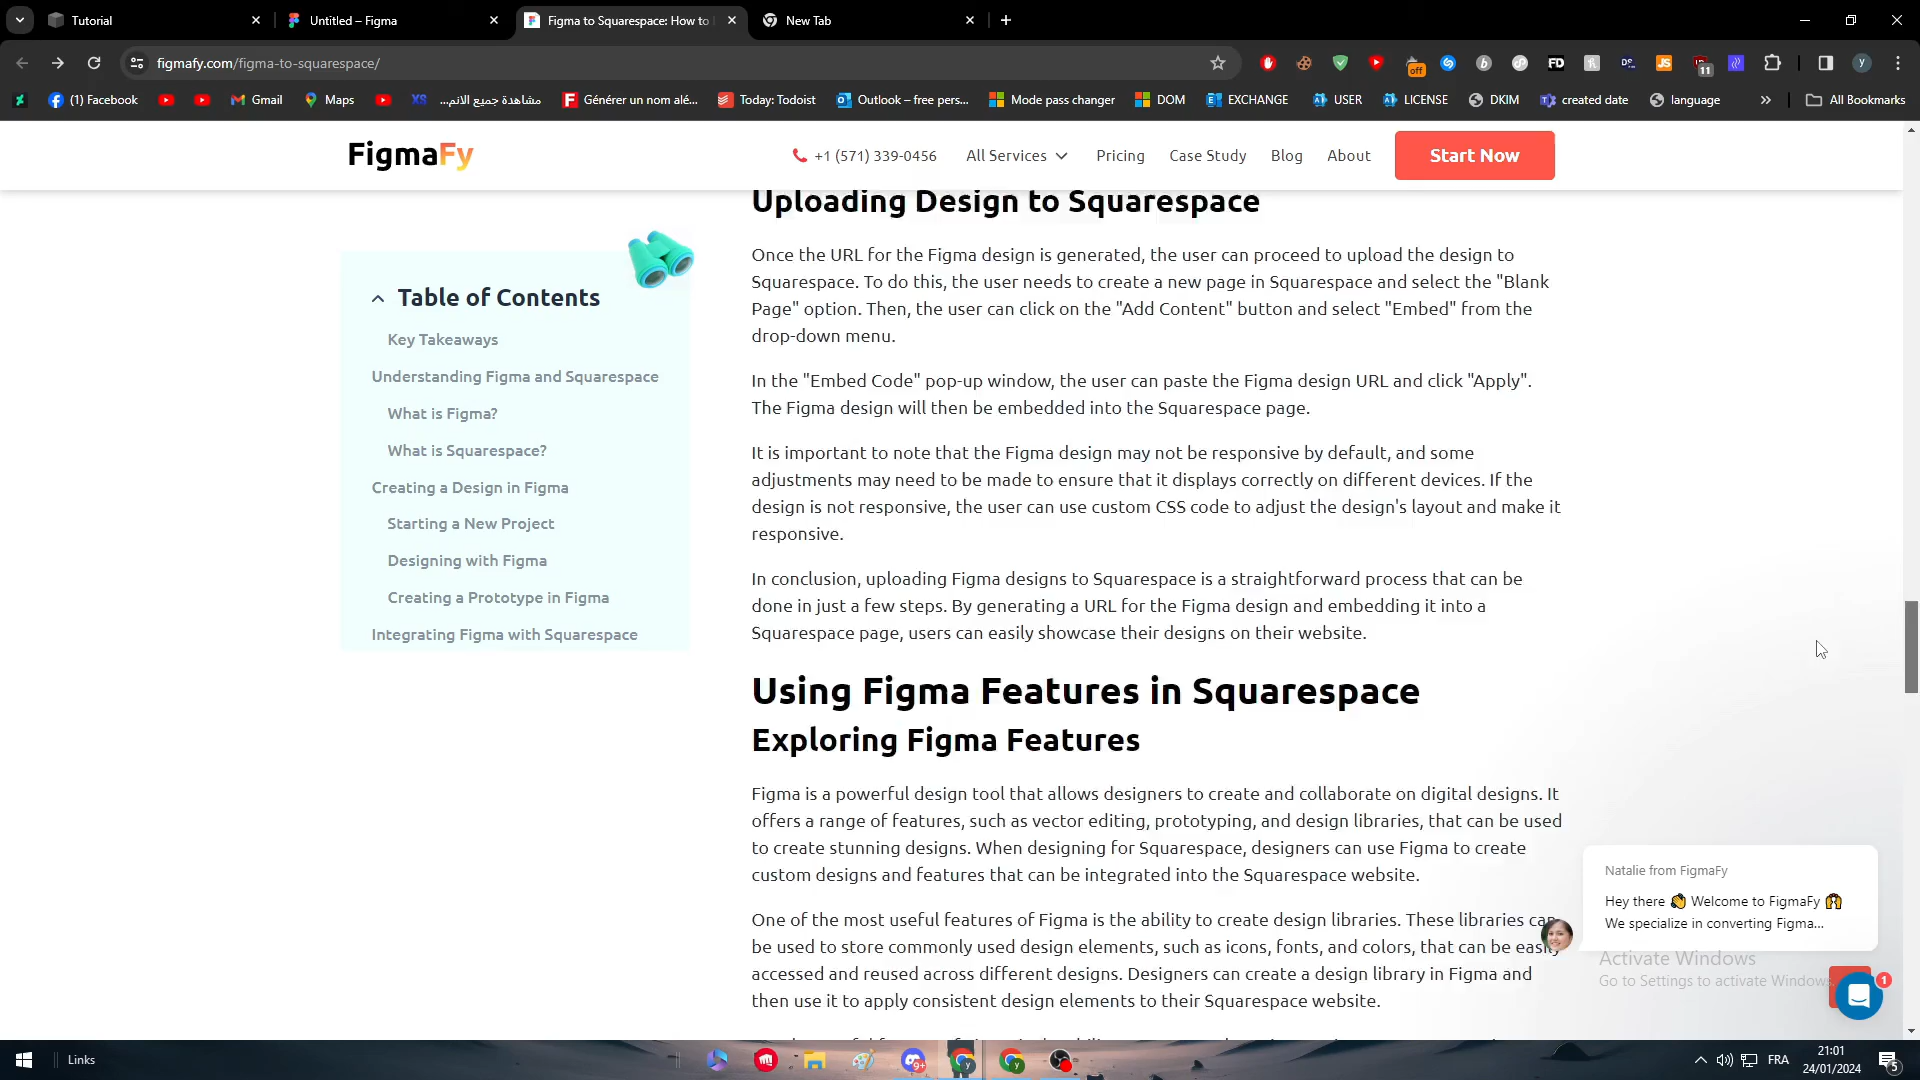 Tutorial
Untitled – Figma
Figma to Squarespace: How to
New Tab
figmafy.com/figma-to-squarespace/
off
FD
JS
11
y
(1) Facebook
Gmail
Maps
XS
مشاهدة جميع الانم...
Générer un nom alé...
Today: Todoist
Outlook – free pers...
Mode pass changer
DOM
EXCHANGE
USER
LICENSE
DKIM
created date
language
All Bookmarks
FigmaFy
+1 (571) 339-0456
All Services
Pricing
Case Study
Blog
About
Start Now
Table of Contents
Key Takeaways
Understanding Figma and Squarespace
What is Figma?
What is Squarespace?
Creating a Design in Figma
Starting a New Project
Designing with Figma
Creating a Prototype in Figma
Integrating Figma with Squarespace
Uploading Design to Squarespace
Once the URL for the Figma design is generated, the user can proceed to upload the design to
Squarespace. To do this, the user needs to create a new page in Squarespace and select the "Blank
Page" option. Then, the user can click on the "Add Content" button and select "Embed" from the
drop-down menu.
In the "Embed Code" pop-up window, the user can paste the Figma design URL and click "Apply".
The Figma design will then be embedded into the Squarespace page.
It is important to note that the Figma design may not be responsive by default, and some
adjustments may need to be made to ensure that it displays correctly on different devices. If the
design is not responsive, the user can use custom CSS code to adjust the design's layout and make it
responsive.
In conclusion, uploading Figma designs to Squarespace is a straightforward process that can be
done in just a few steps. By generating a URL for the Figma design and embedding it into a
Squarespace page, users can easily showcase their designs on their website.
Using Figma Features in Squarespace
Exploring Figma Features
Figma is a powerful design tool that allows designers to create and collaborate on digital designs. It
offers a range of features, such as vector editing, prototyping, and design libraries, that can be used
to create stunning designs. When designing for Squarespace, designers can use Figma to create
custom designs and features that can be integrated into the Squarespace website.
One of the most useful features of Figma is the ability to create design libraries. These libraries can
be used to store commonly used design elements, such as icons, fonts, and colors, that can be easily
accessed and reused across different designs. Designers can create a design library in Figma and
then use it to apply consistent design elements to their Squarespace website.
Natalie from FigmaFy
Hey there 👋 Welcome to FigmaFy 🙌
We specialize in converting Figma...
Activate Windows
Go to Settings to activate Windows
1
Links
9+
FRA
21:01
24/01/2024
5